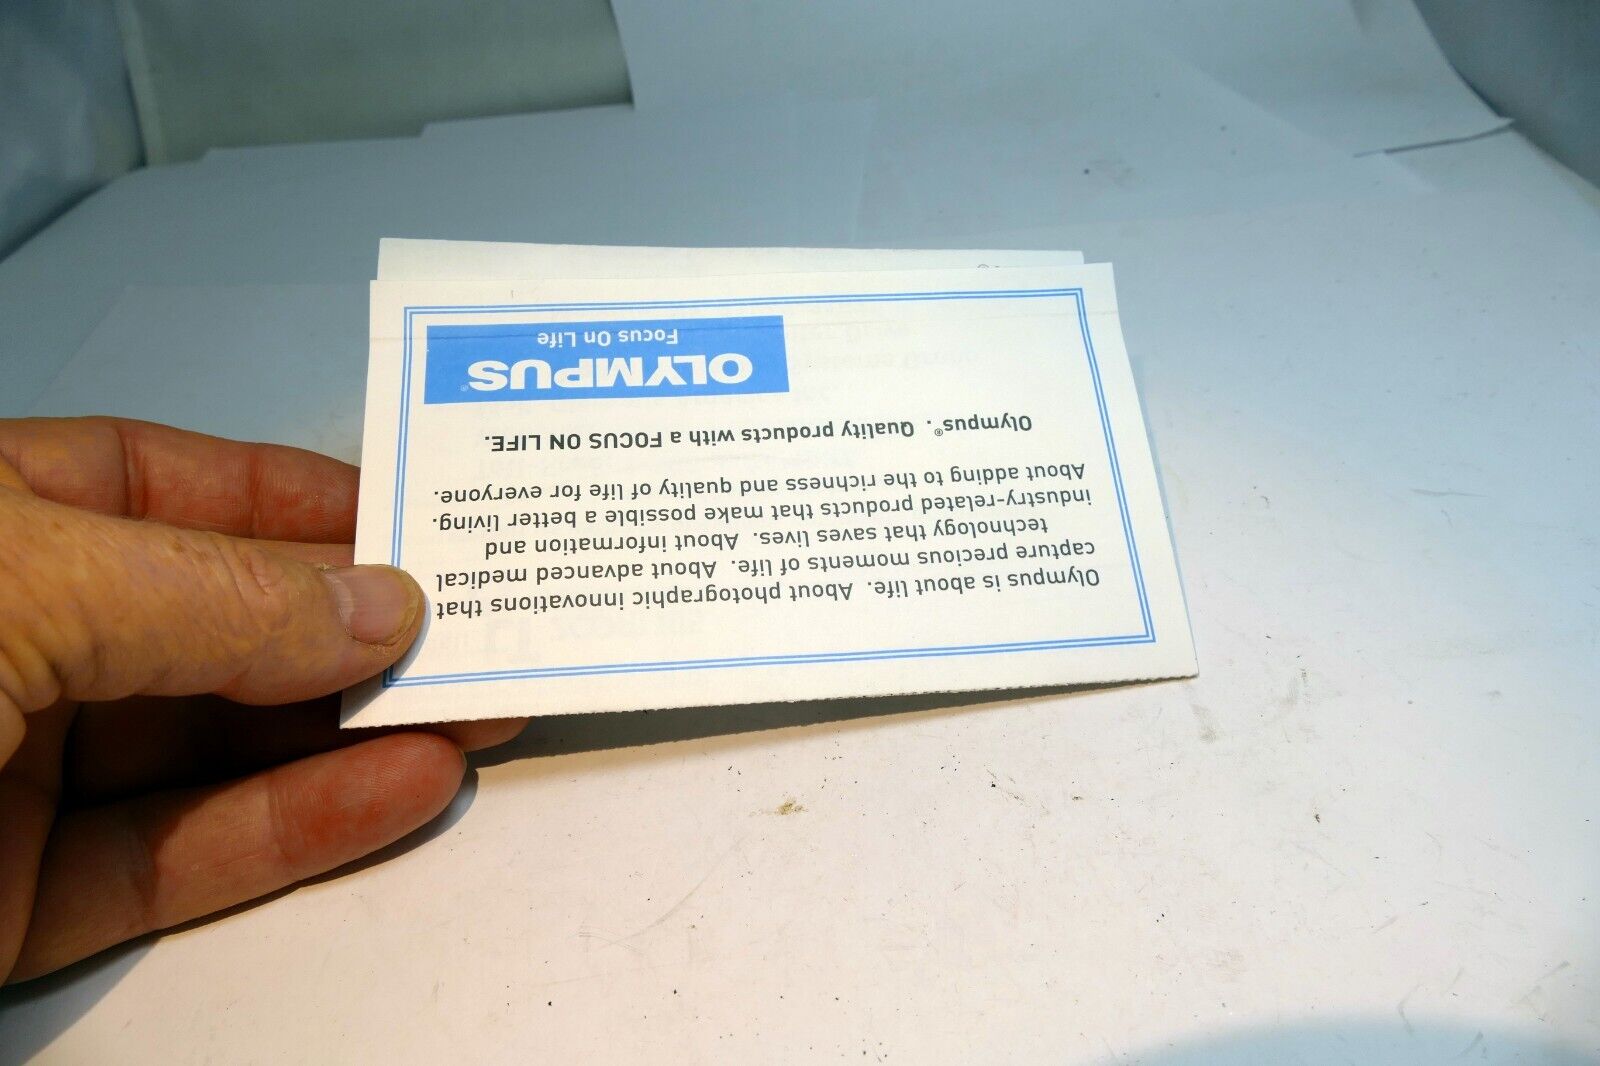 Olympus is about life. About photographic innovations that
capture precious moments of life. About advanced medical
technology that saves lives. About information and
industry-related products that make possible a better living.
About adding to the richness and quality of life for everyone.
Olympus®. Quality products with a FOCUS ON LIFE.
OLYMPUS®
Focus On Life